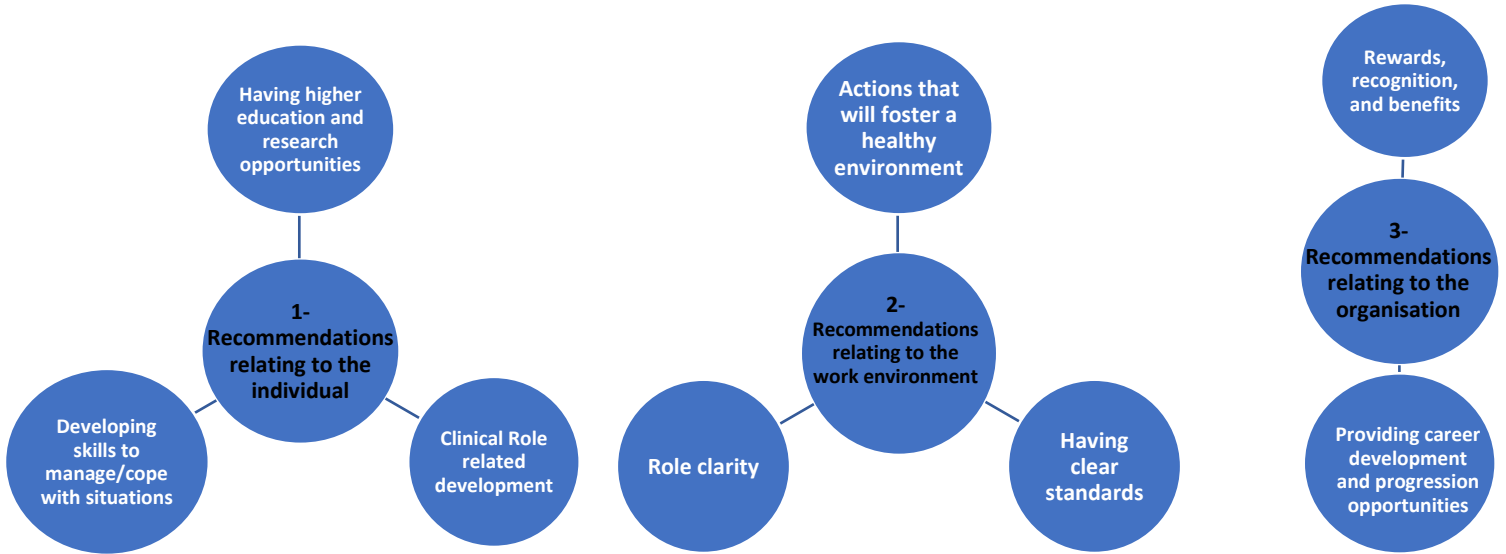 Having higher
education and
research
opportunities
1-
Recommendations
relating to the
individual
Developing
skills to
manage/cope
with situations
Clinical Role
related
development
Actions that
will foster a
healthy
environment
2-
Recommendations
relating to the
work environment
Role clarity
Having
clear
standards
Rewards,
recognition,
and benefits
3-
Recommendations
relating to the
organisation
Providing career
development
and progression
opportunities